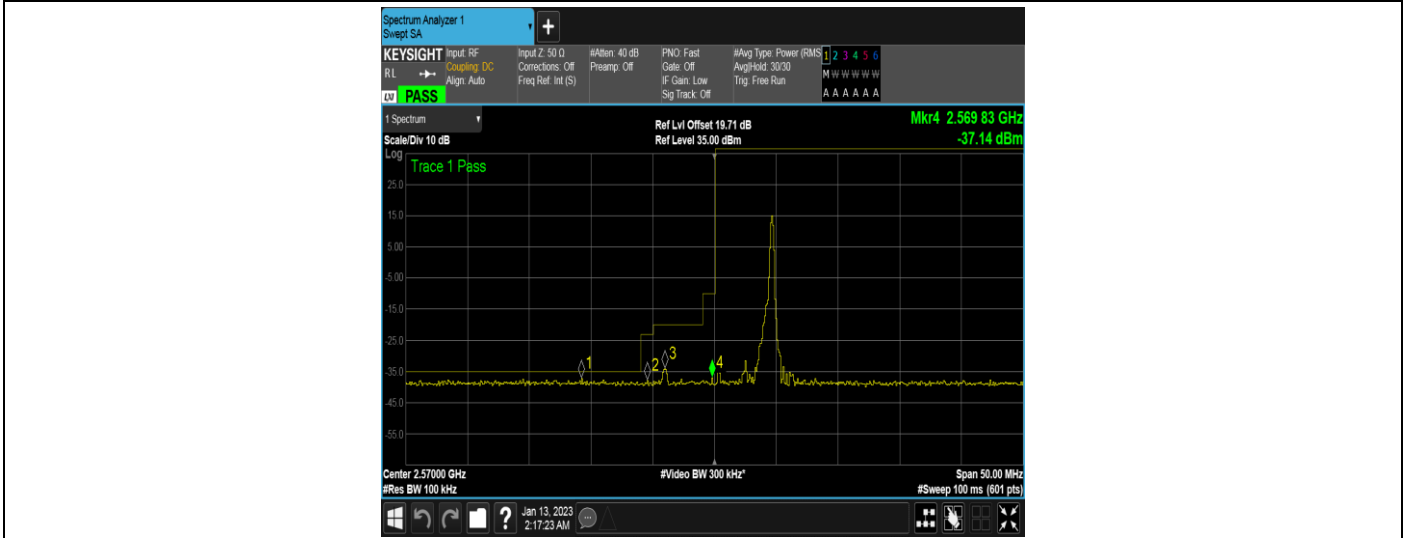 Spectrum Analyzer 1
Swept SA
+
KEYSIGHT
RL
LXI
PASS
Input: RF
Coupling: DC
Align: Auto
Input Z: 50 Ω
Corrections: Off
Freq Ref: Int (S)
#Atten: 40 dB
Preamp: Off
PNO: Fast
Gate: Off
IF Gain: Low
Sig Track: Off
#Avg Type: Power (RMS
Avg|Hold: 30/30
Trig: Free Run
1 2 3 4 5 6
M W W W W W
A A A A A A
1 Spectrum
Scale/Div 10 dB
Ref Lvl Offset 19.71 dB
Ref Level 35.00 dBm
Mkr4 2.569 83 GHz
-37.14 dBm
Log
Trace 1 Pass
25.0
15.0
5.00
-5.00
-15.0
-25.0
-35.0
-45.0
-55.0
1
2
3
4
Center 2.57000 GHz
#Res BW 100 kHz
#Video BW 300 kHz*
Span 50.00 MHz
#Sweep 100 ms (601 pts)
?
Jan 13, 2023
2:17:23 AM